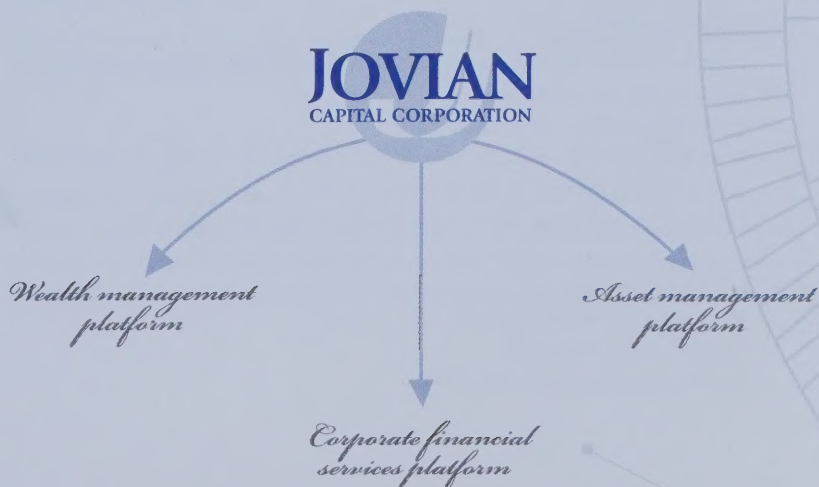 JOVIAN
CAPITAL CORPORATION
Wealth management
platform
Asset management
platform
Corporate financial
services platform